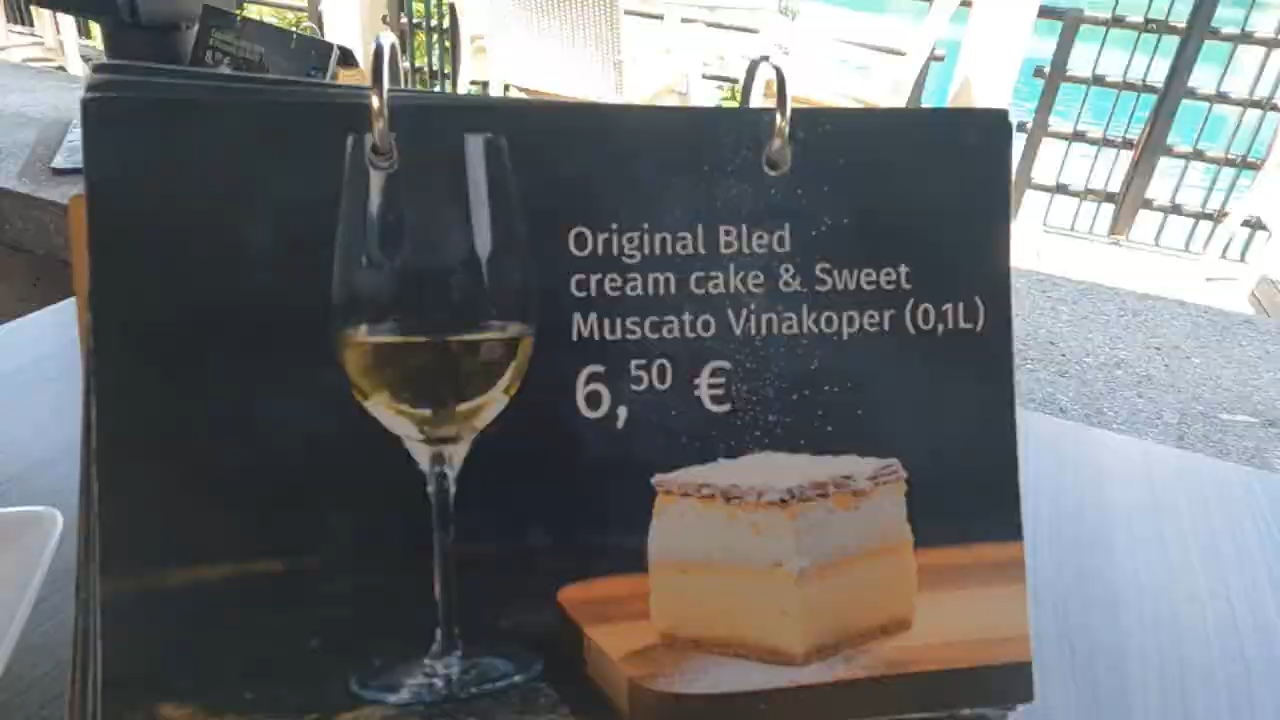 Original Bled
cream cake & Sweet
Muscato Vinakoper (0,1L)
6,50 €